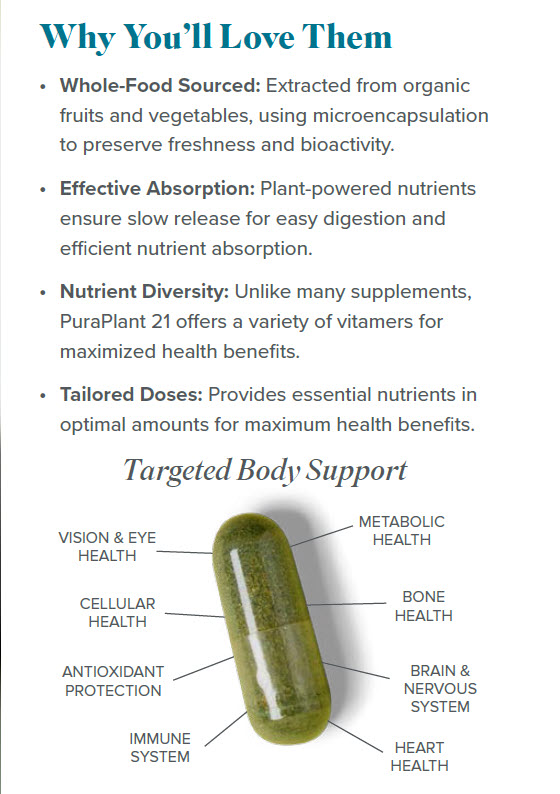 Why You’ll Love Them
• Whole-Food Sourced: Extracted from organic
fruits and vegetables, using microencapsulation
to preserve freshness and bioactivity.
• Effective Absorption: Plant-powered nutrients
ensure slow release for easy digestion and
efficient nutrient absorption.
• Nutrient Diversity: Unlike many supplements,
PuraPlant 21 offers a variety of vitamers for
maximized health benefits.
• Tailored Doses: Provides essential nutrients in
optimal amounts for maximum health benefits.
Targeted Body Support
VISION & EYE
HEALTH
CELLULAR
HEALTH
ANTIOXIDANT
PROTECTION
IMMUNE
SYSTEM
METABOLIC
HEALTH
BONE
HEALTH
BRAIN &
NERVOUS
SYSTEM
HEART
HEALTH